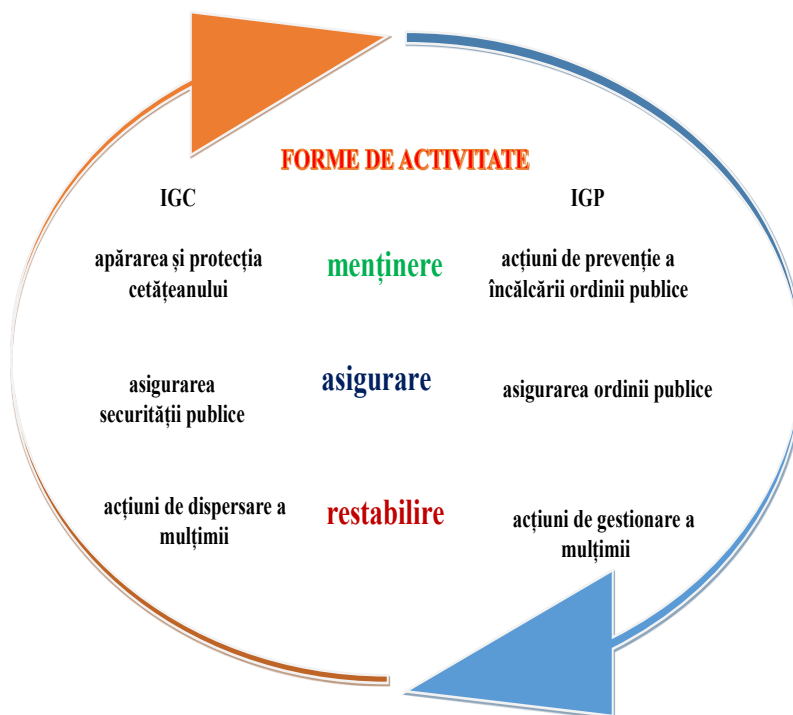 FORME DE ACTIVITATE
IGC
IGP
apărarea și protecția
cetățeanului
menținere
acțiuni de prevenție a
încălcării ordinii publice
asigurarea
securității publice
asigurare
asigurarea ordinii publice
acțiuni de dispersare a
mulțimii
restabilire
acțiuni de gestionare a
mulțimii